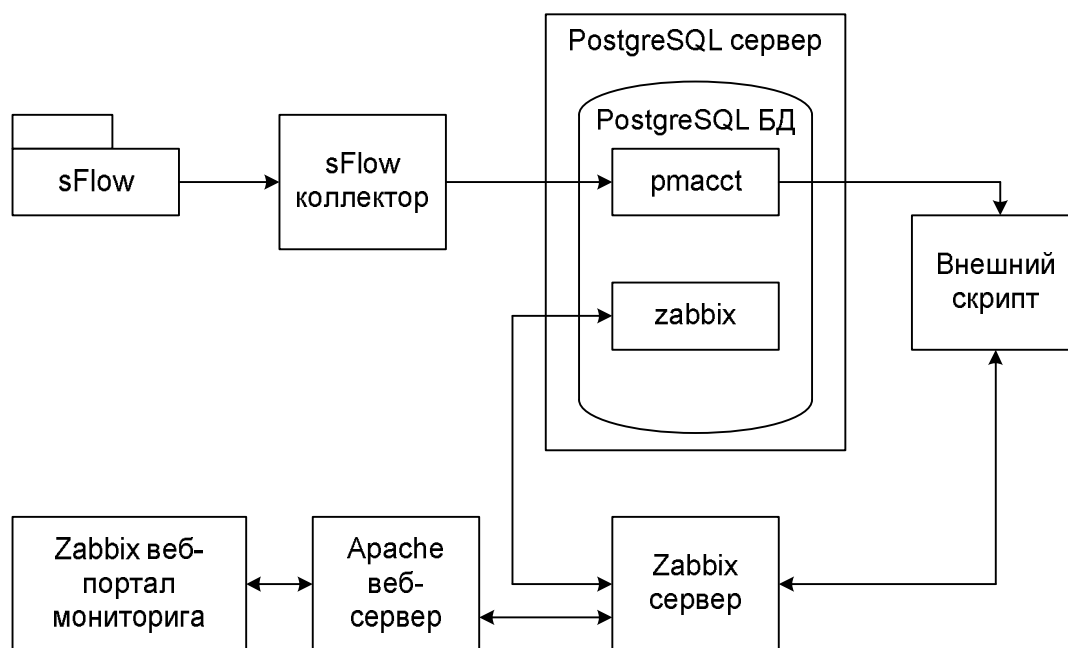 PostgreSQL сервер
PostgreSQL БД
sFlow
sFlow
коллектор
pmacct
Внешний
скрипт
zabbix
Zabbix веб-
портал
мониторига
Apache
веб-
сервер
Zabbix
сервер